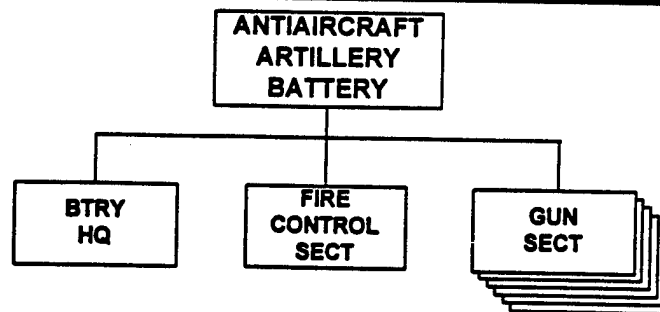 ANTIAIRCRAFT
ARTILLERY
BATTERY
BTRY
HQ
FIRE
CONTROL
SECT
GUN
SECT